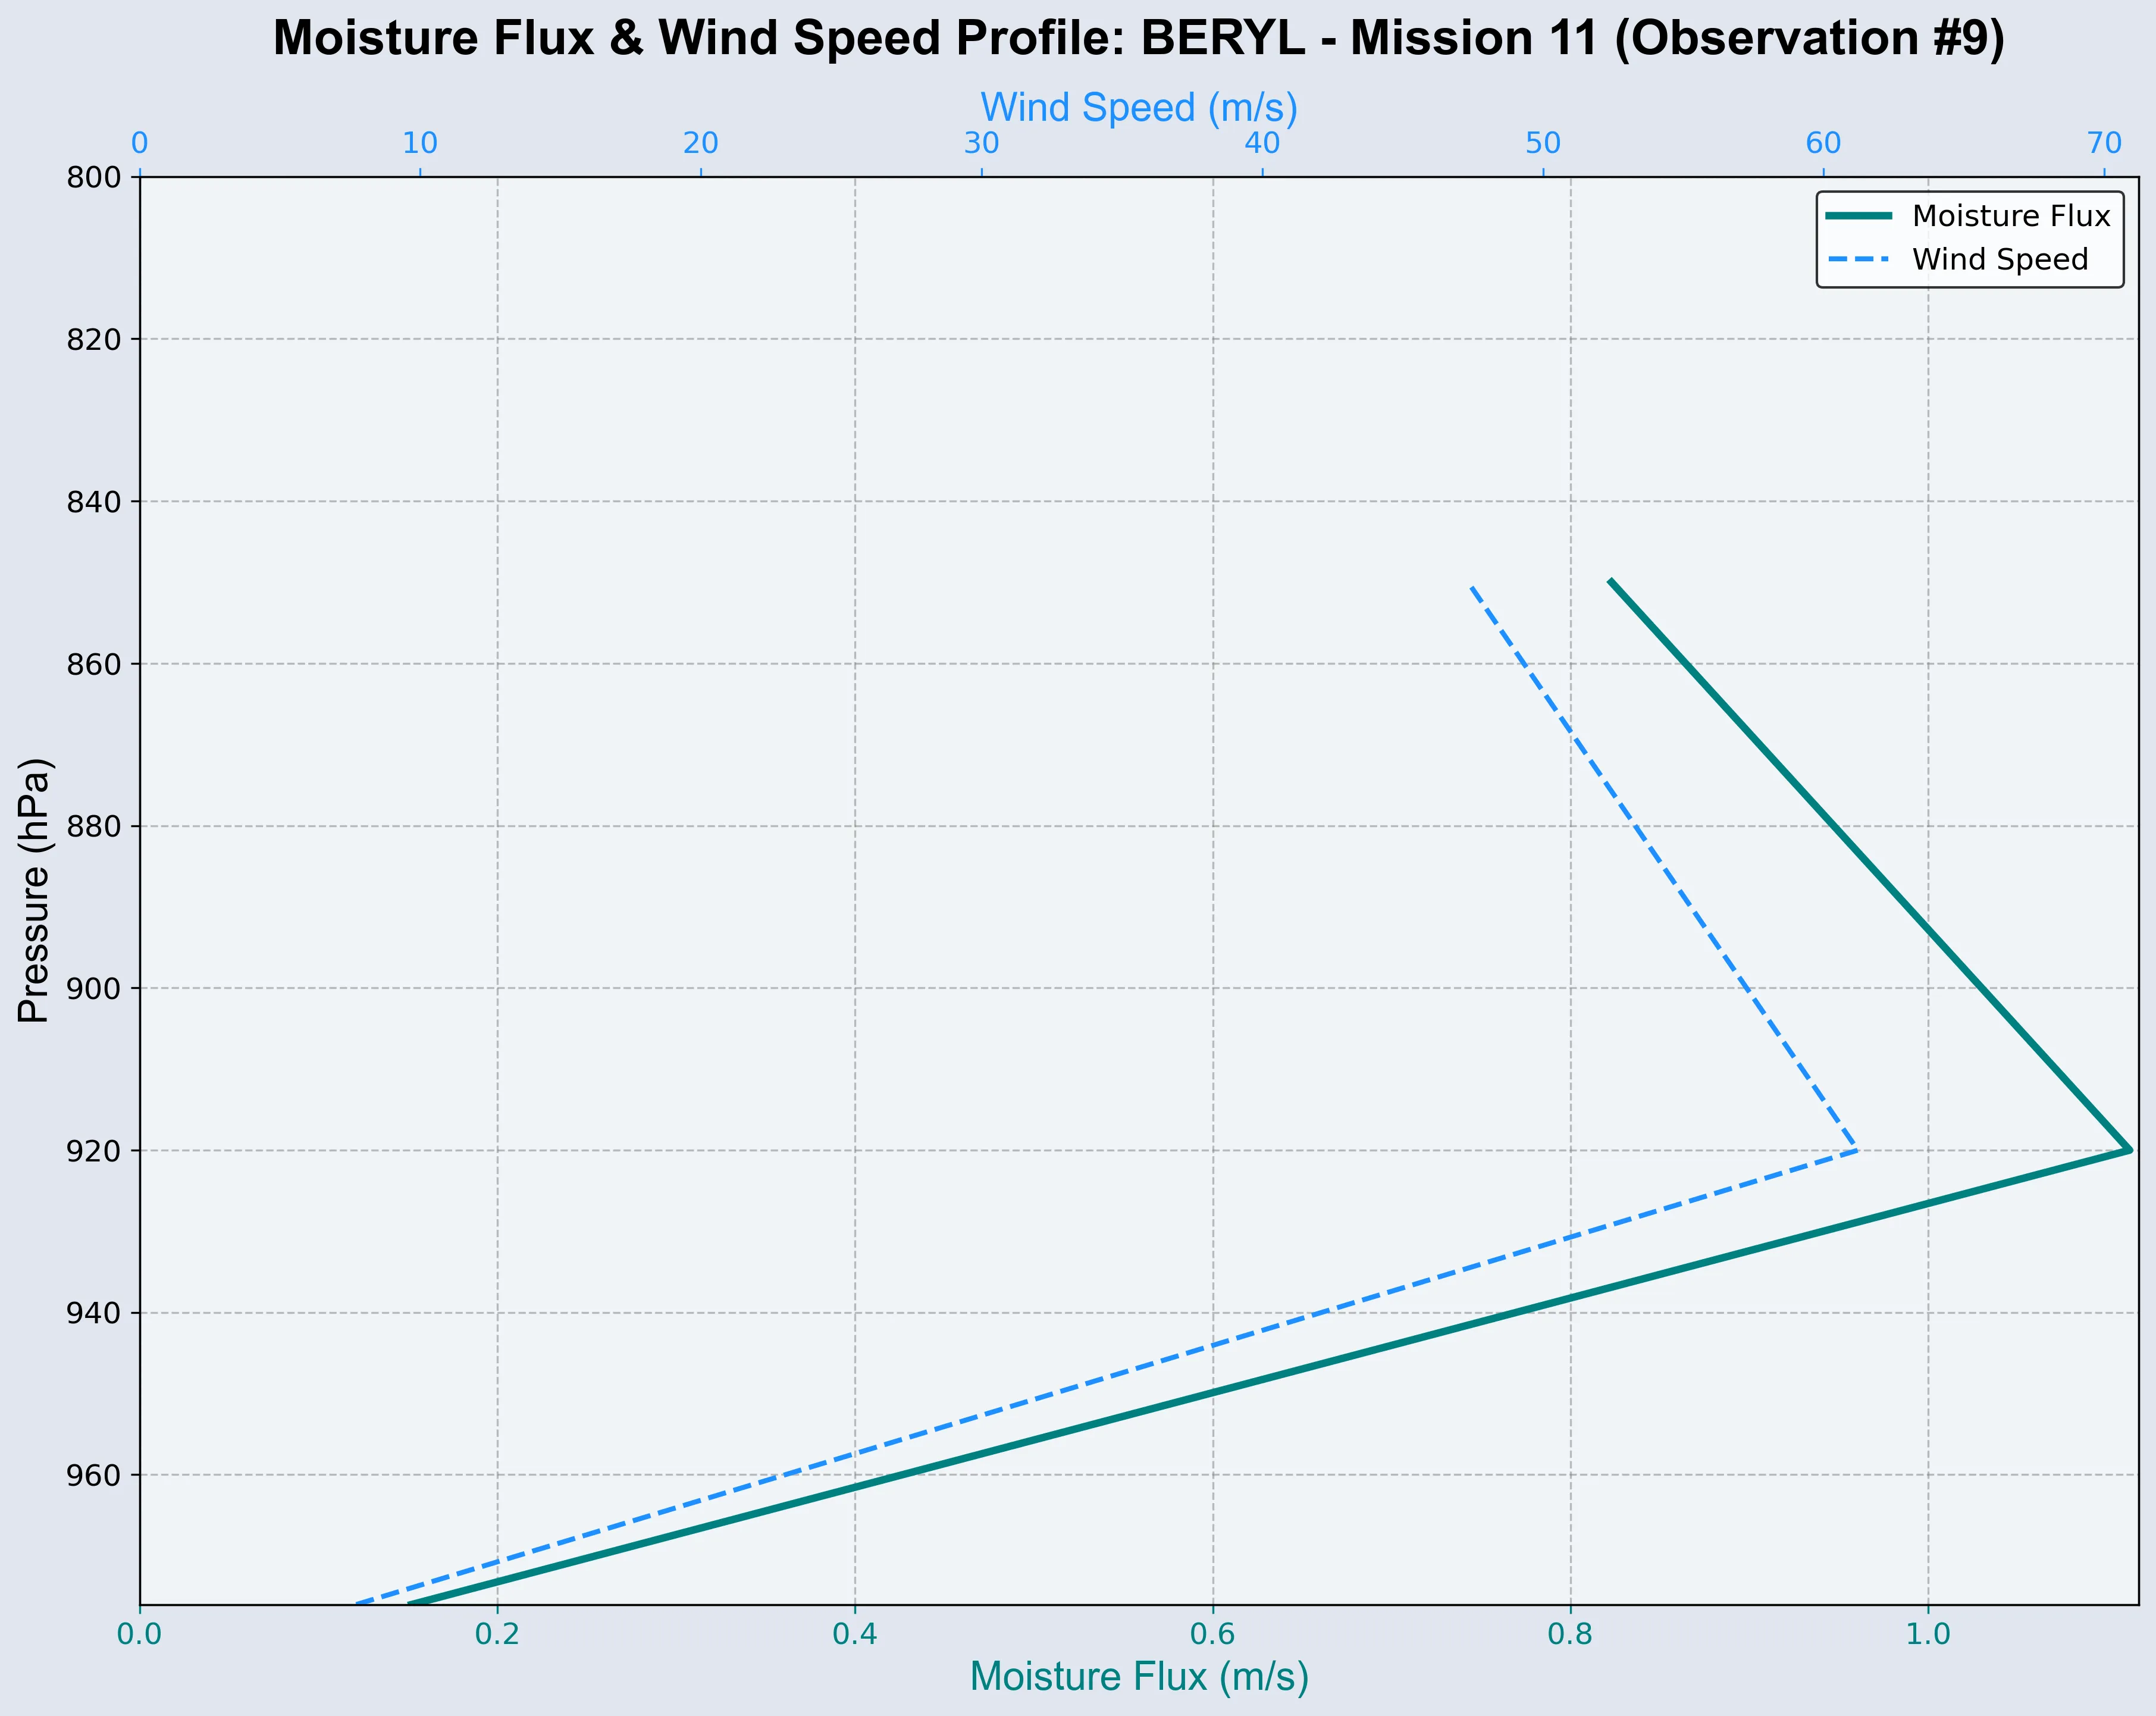 Moisture Flux & Wind Speed Profile: BERYL - Mission 11 (Observation #9)
Wind Speed (m/s)
0 10 20 30 40 50 60 70
Moisture Flux
Wind Speed
800
820
840
860
880
900
920
940
960
Pressure (hPa)
0.0 0.2 0.4 0.6 0.8 1.0
Moisture Flux (m/s)